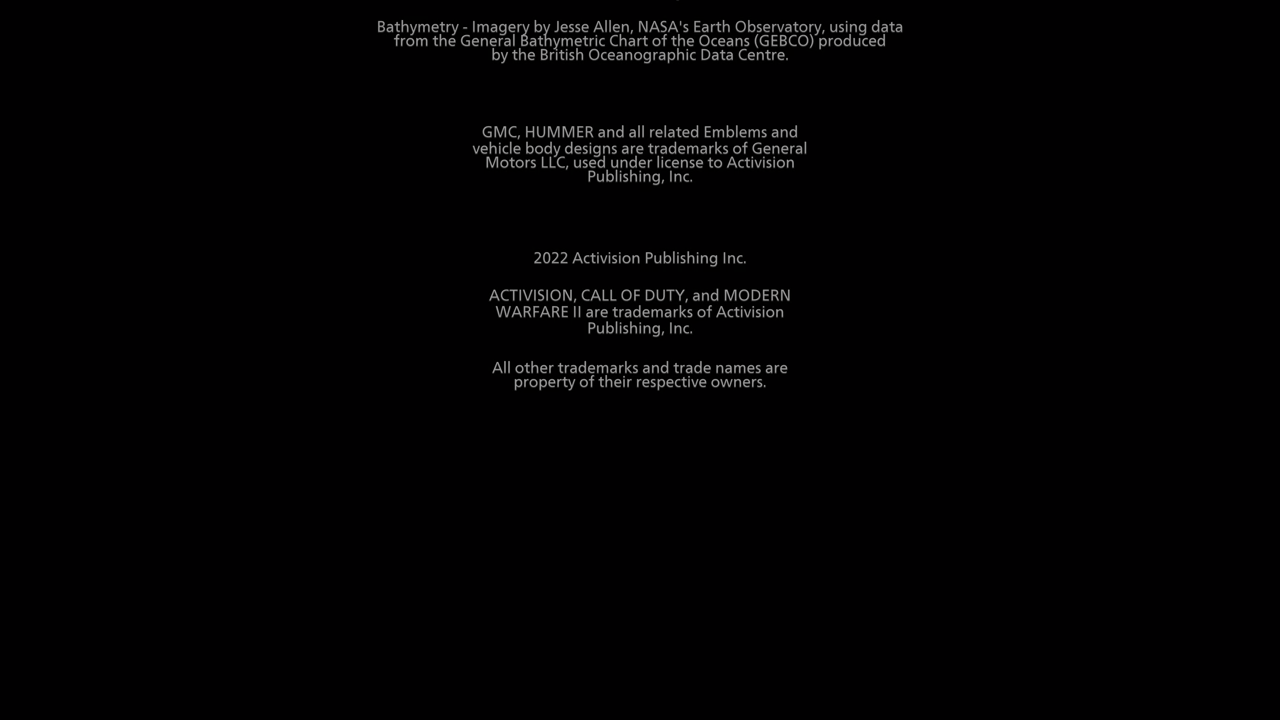 Bathymetry - Imagery by Jesse Allen, NASA's Earth Observatory, using data
from the General Bathymetric Chart of the Oceans (GEBCO) produced
by the British Oceanographic Data Centre.
GMC, HUMMER and all related Emblems and
vehicle body designs are trademarks of General
Motors LLC, used under license to Activision
Publishing, Inc.
2022 Activision Publishing Inc.
ACTIVISION, CALL OF DUTY, and MODERN
WARFARE II are trademarks of Activision
Publishing, Inc.
All other trademarks and trade names are
property of their respective owners.